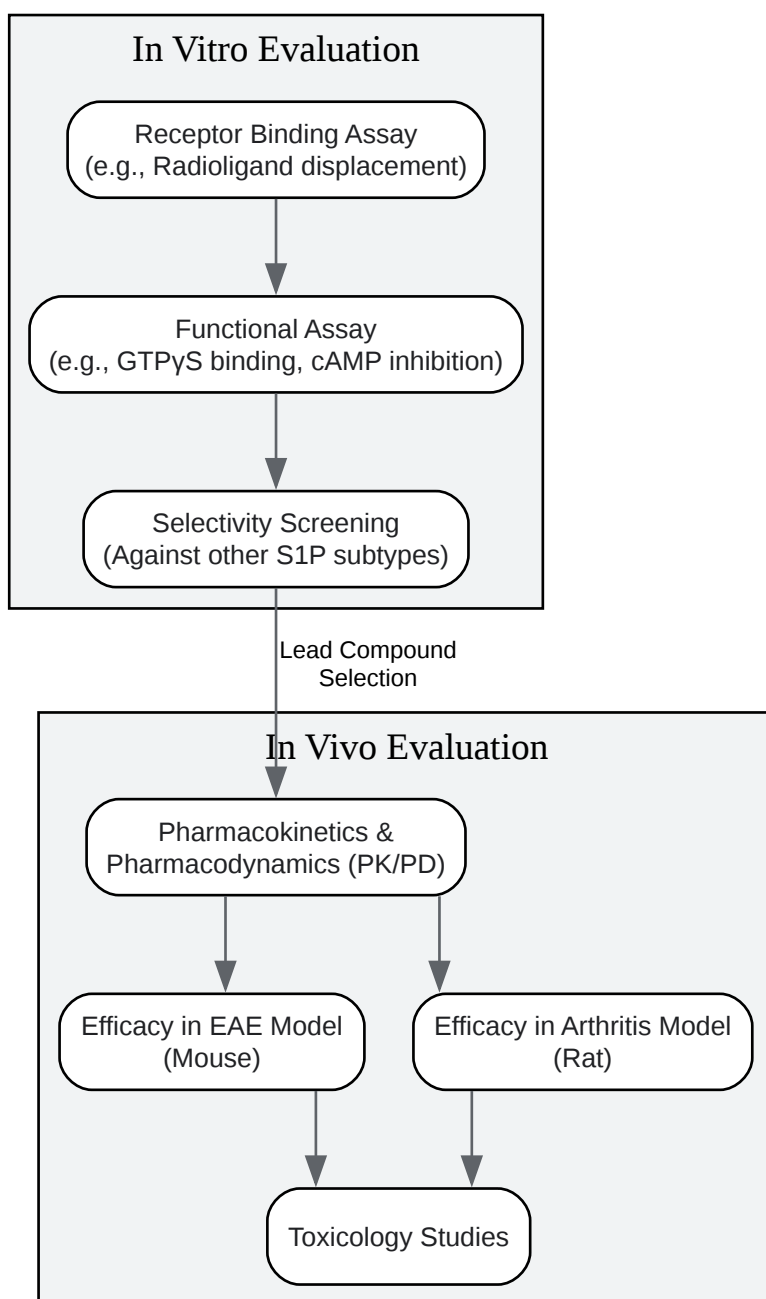 In Vitro Evaluation
Receptor Binding Assay
(e.g., Radioligand displacement)
Functional Assay
(e.g., GTPγS binding, cAMP inhibition)
Selectivity Screening
(Against other S1P subtypes)
Lead Compound
Selection
In Vivo Evaluation
Pharmacokinetics &
Pharmacodynamics (PK/PD)
Efficacy in EAE Model
(Mouse)
Efficacy in Arthritis Model
(Rat)
Toxicology Studies